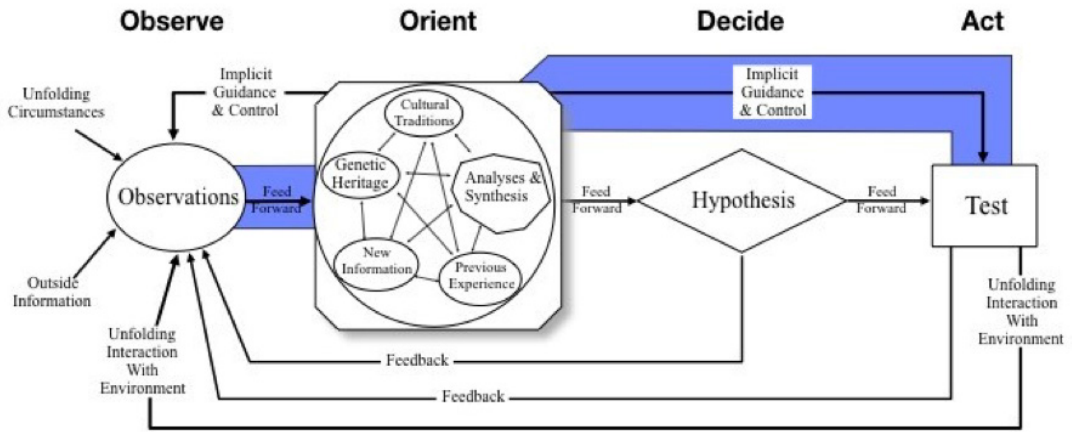 Observe
Orient
Decide
Act
Implicit
Guidance
& Control
Implicit
Guidance
& Control
Unfolding
Circumstances
Cultural
Traditions
Genetic
Heritage
Analyses &
Synthesis
Observations
Feed
Forward
Feed
Forward
Hypothesis
Feed
Forward
Test
New
Information
Previous
Experience
Outside
Information
Unfolding
Interaction
With
Environment
Unfolding
Interaction
With
Environment
Feedback
Feedback